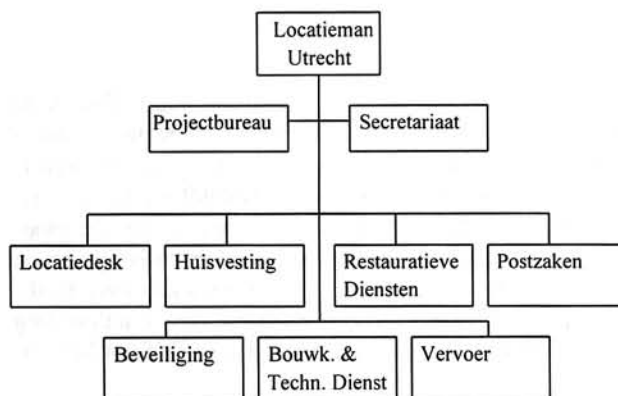 Locatieman
Utrecht
Projectbureau
Secretariaat
Locatiedesk
Huisvesting
Restauratieve
Diensten
Postzaken
Beveiliging
Bouwk. &
Techn. Dienst
Vervoer